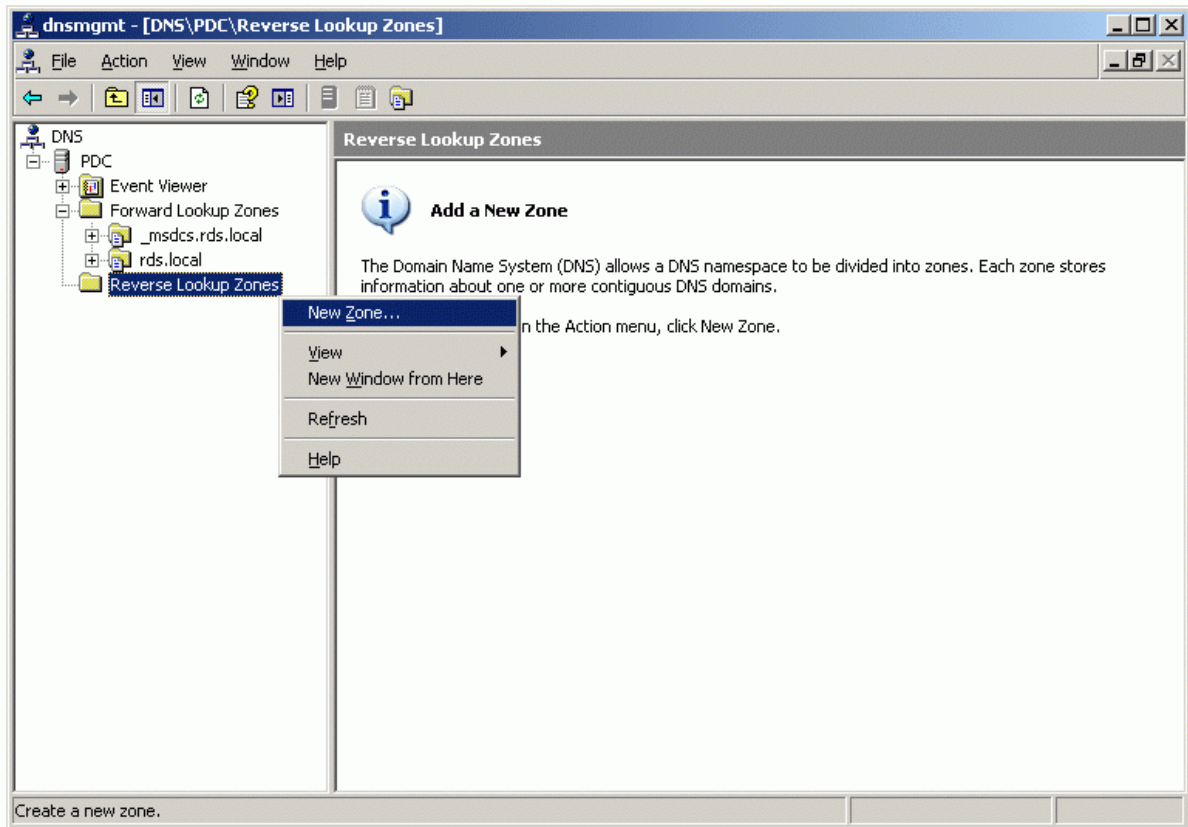 dnsmgmt - [DNS\PDC\Reverse Lookup Zones]
File Action View Window Help
DNS
PDC
Event Viewer
Forward Lookup Zones
_msdcs.rds.local
rds.local
Reverse Lookup Zones
Reverse Lookup Zones
Add a New Zone
The Domain Name System (DNS) allows a DNS namespace to be divided into zones. Each zone stores
information about one or more contiguous DNS domains.
n the Action menu, click New Zone.
New Zone...
View
New Window from Here
Refresh
Help
Create a new zone.